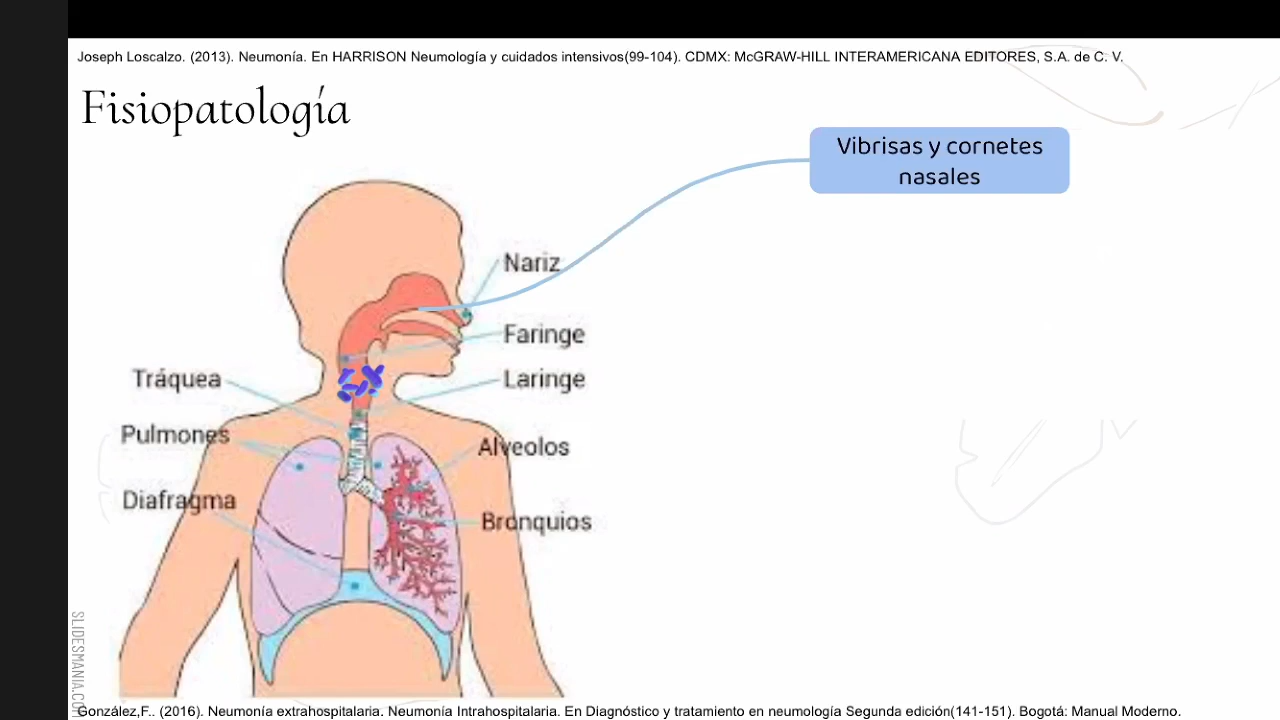 Joseph Loscalzo. (2013). Neumonía. En HARRISON Neumología y cuidados intensivos(99-104). CDMX: McGRAW-HILL INTERAMERICANA EDITORES, S.A. de C. V.
Fisiopatología
Vibrisas y cornetes
nasales
Nariz
Faringe
Tráquea
Laringe
Pulmones
Alveolos
Diafragma
Bronquios
González,F.. (2016). Neumonía extrahospitalaria. Neumonía Intrahospitalaria. En Diagnóstico y tratamiento en neumología Segunda edición(141-151). Bogotá: Manual Moderno.